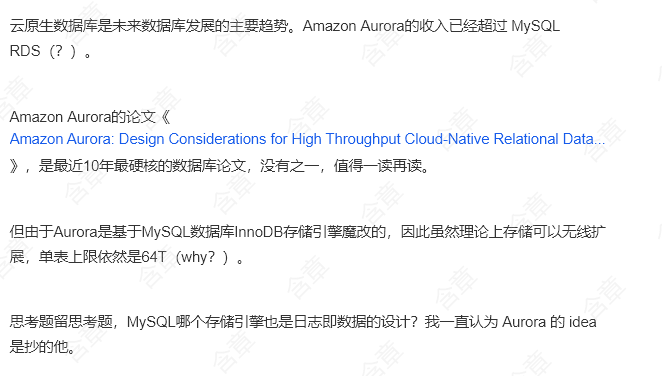 云原生数据库是未来数据库发展的主要趋势。Amazon Aurora的收入已经超过 MySQL
RDS（？）。
Amazon Aurora的论文《
Amazon Aurora: Design Considerations for High Throughput Cloud-Native Relational Data...
》，是最近10年最硬核的数据库论文，没有之一，值得一读再读。
但由于Aurora是基于MySQL数据库InnoDB存储引擎魔改的，因此虽然理论上存储可以无线扩
展，单表上限依然是64T（why？）。
思考题留思考题，MySQL哪个存储引擎也是日志即数据的设计？我一直认为 Aurora 的 idea
是抄的他。